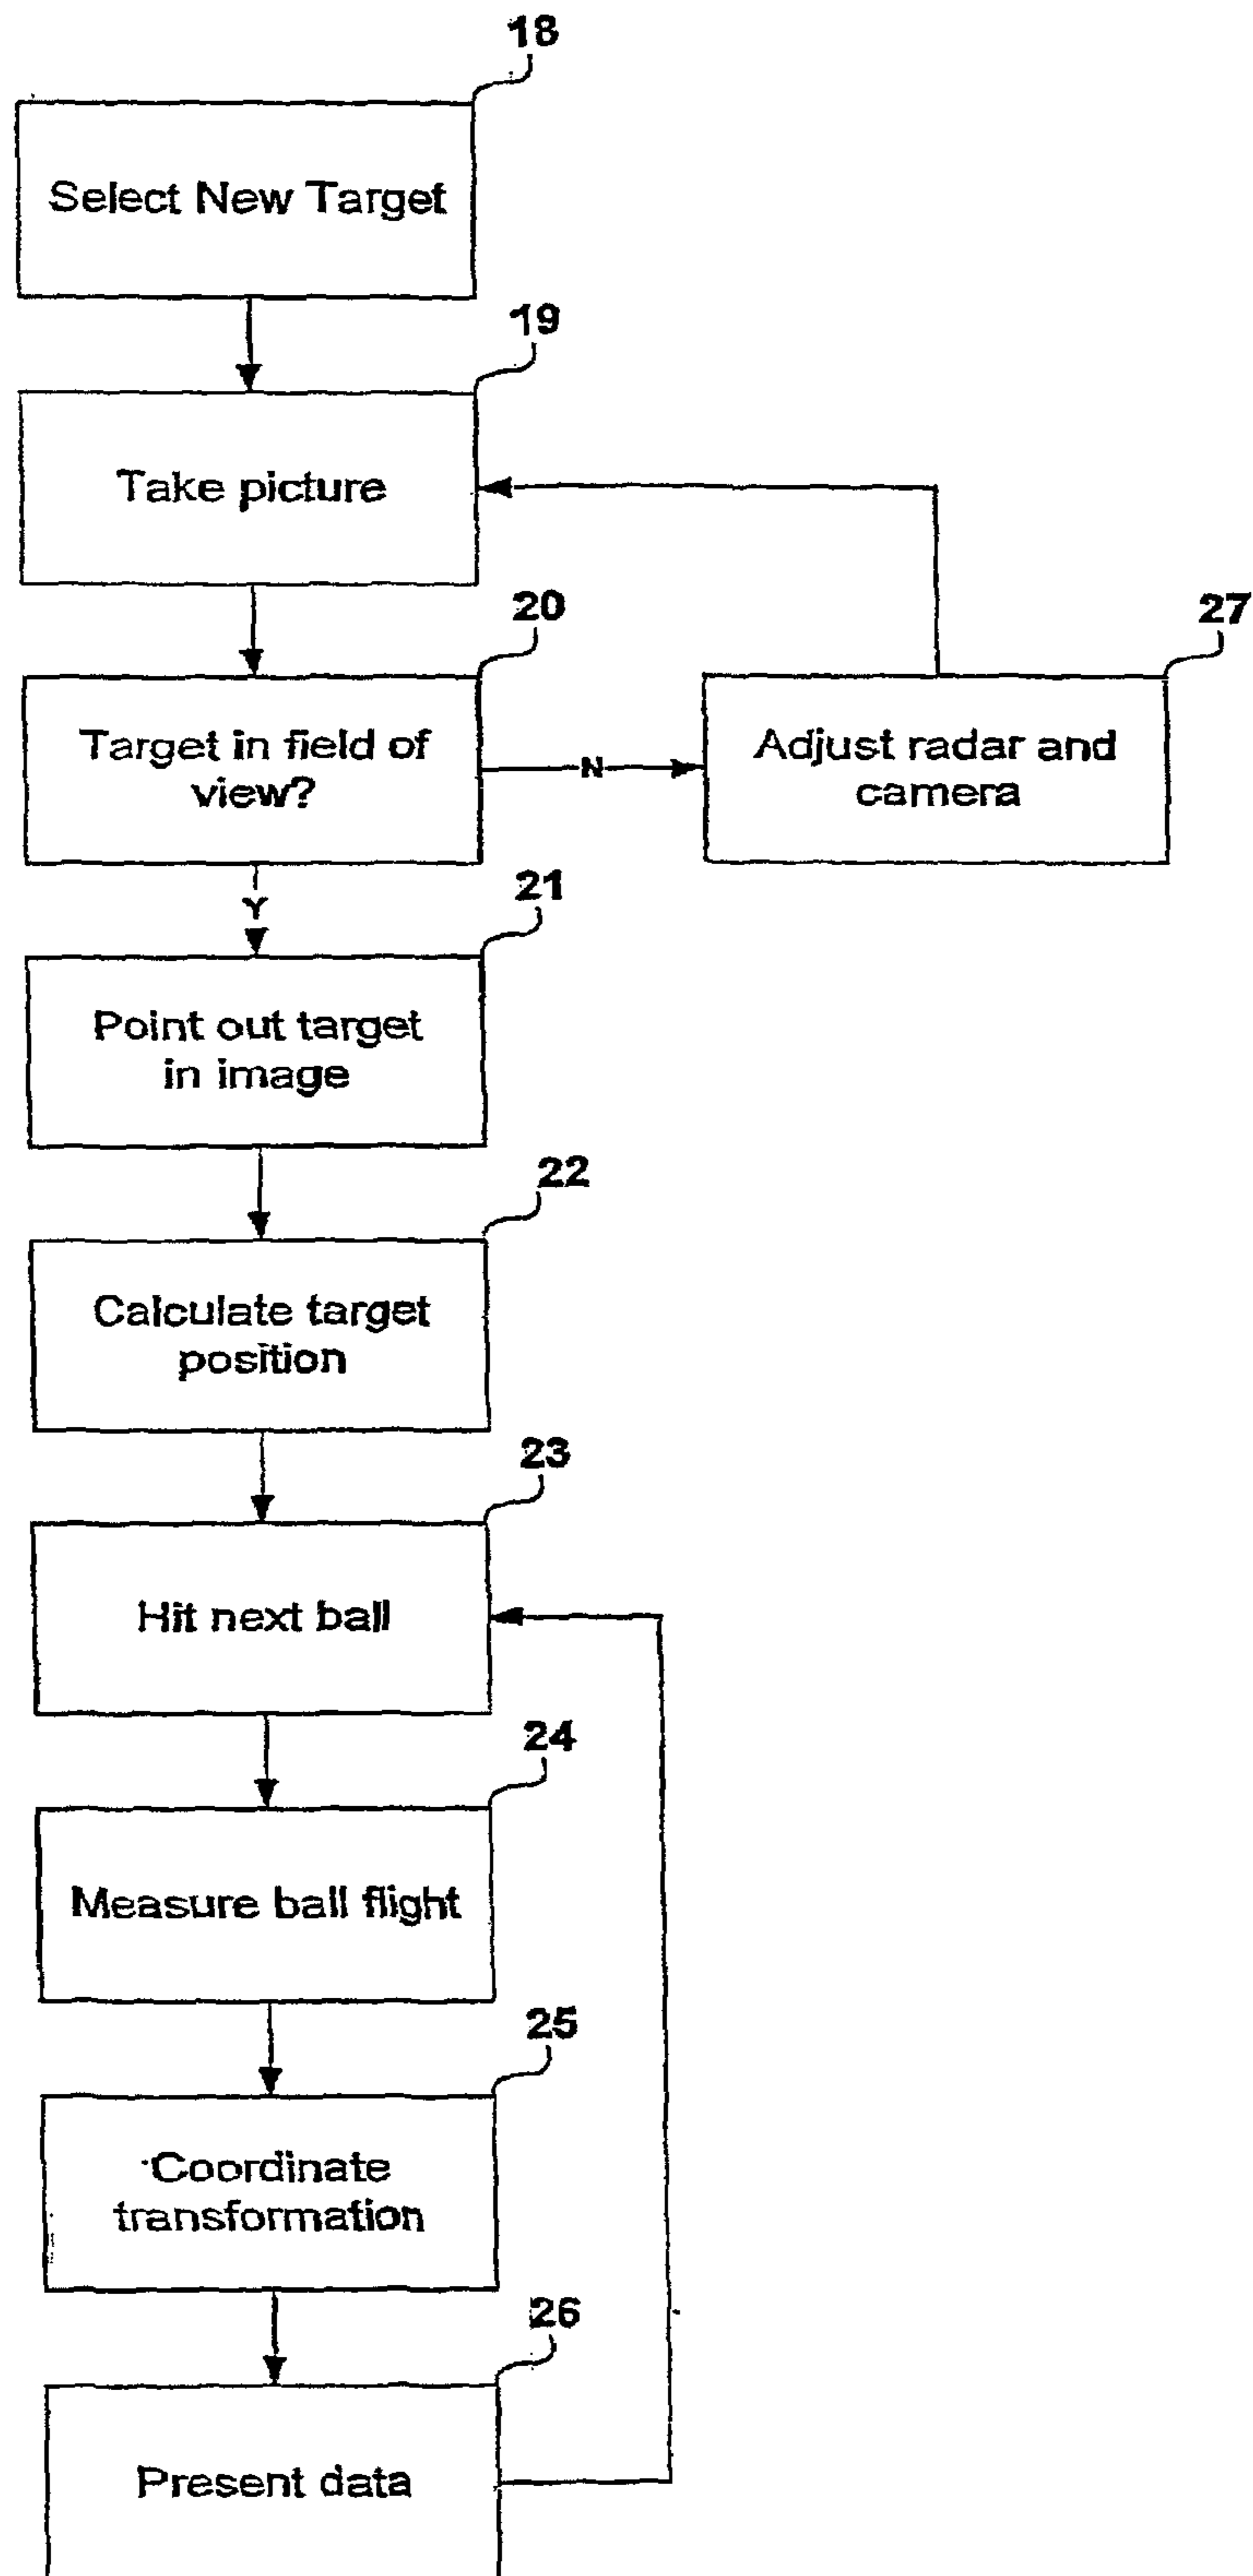 18
Select New Target
19
Take picture
20
Target in field of
view?
N
27
Adjust radar and
camera
Y
21
Point out target
in image
22
Calculate target
position
23
Hit next ball
24
Measure ball flight
25
Coordinate
transformation
26
Present data